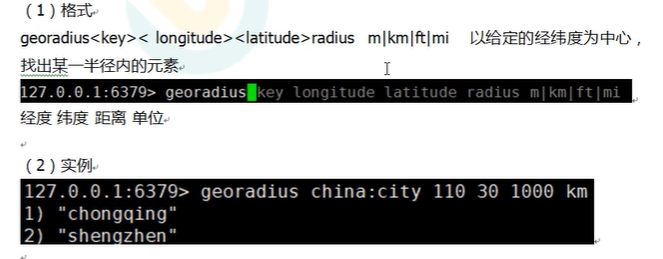 （1）格式
georadius<key>< longitude><latitude>radius  m|km|ft|mi   以给定的经纬度为中心，
找出某一半径内的元素
127.0.0.1:6379> georadius key longitude latitude radius m|km|ft|mi
经度 纬度 距离 单位
（2）实例
127.0.0.1:6379> georadius china:city 110 30 1000 km
1) "chongqing"
2) "shengzhen"